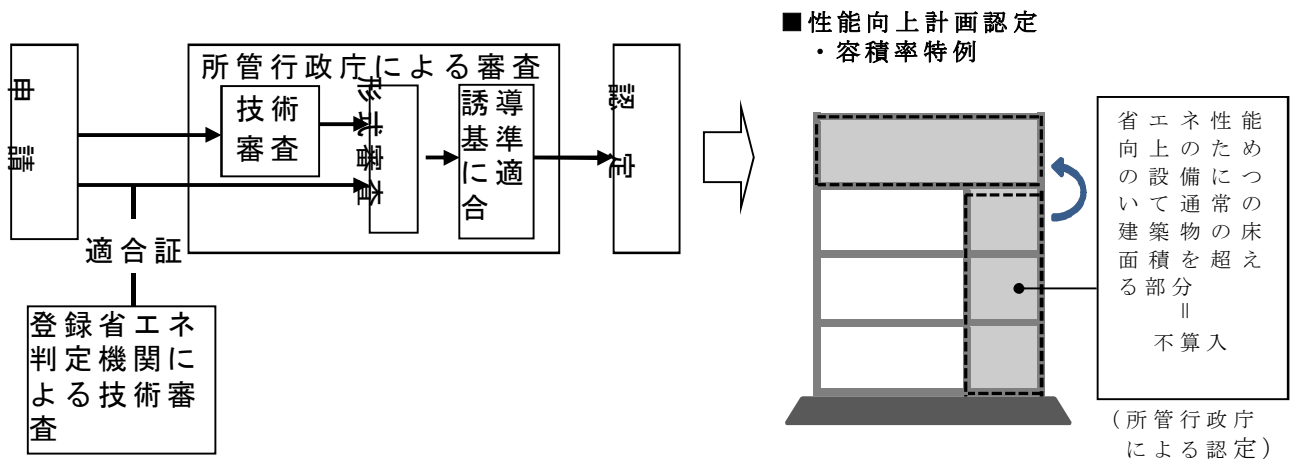 申請
所管行政庁による審査
技術
審査
形式審査
誘導
基準
に適
合
認定
適合証
登録省エネ
判定機関に
よる技術審
査
■性能向上計画認定
・容積率特例
省エネ性能
向上のため
の設備につ
いて通常の
建築物の床
面積を超え
る部分
＝
不算入
（所管行政庁
による認定）